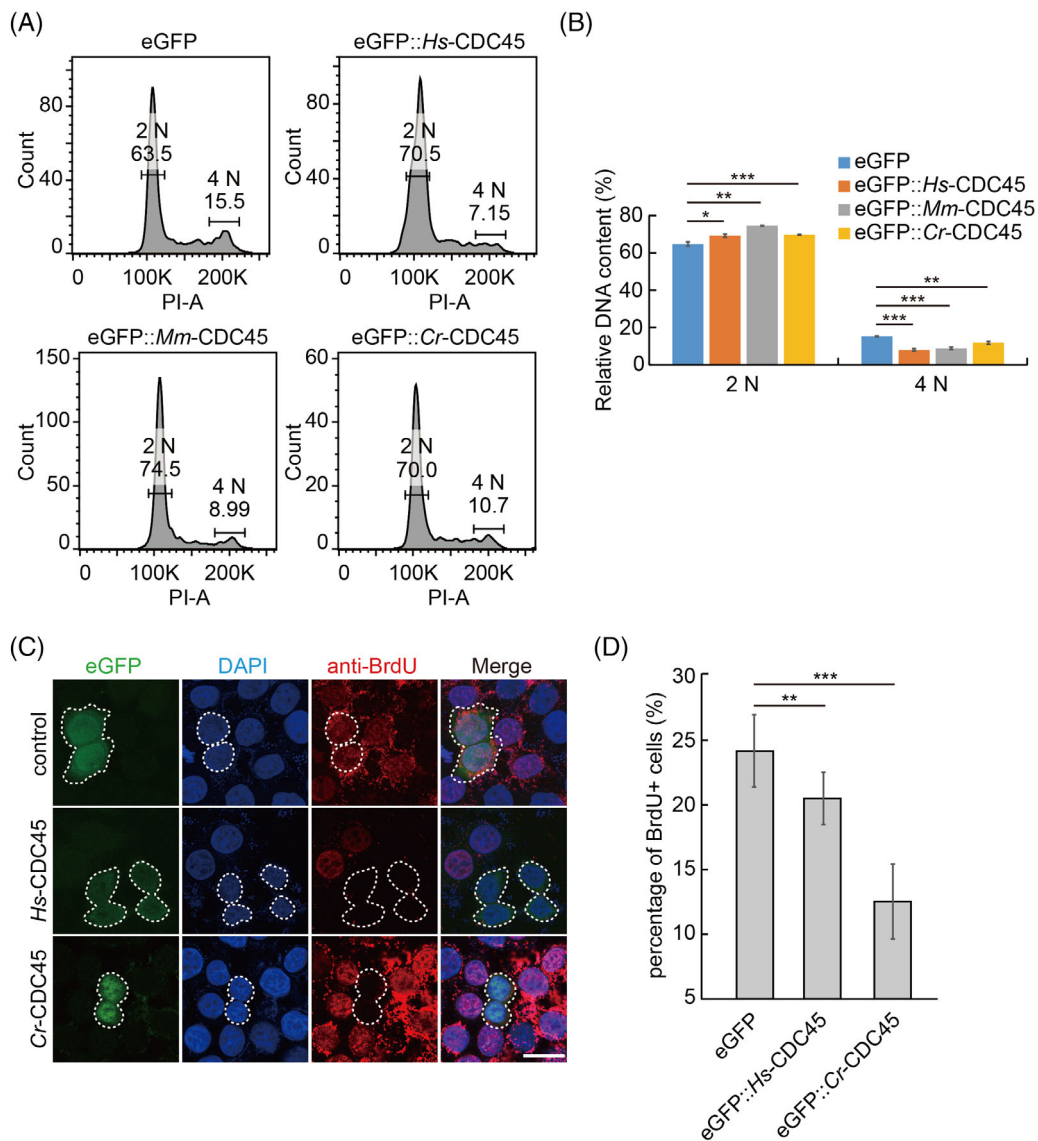 (A)
eGFP
80
40
0
Count
2 N
63.5
4 N
15.5
0 100K 200K
PI-A
eGFP::Hs-CDC45
80
40
0
Count
2 N
70.5
4 N
7.15
0 100K 200K
PI-A
eGFP::Mm-CDC45
150
100
50
0
Count
2 N
74.5
4 N
8.99
0 100K 200K
PI-A
eGFP::Cr-CDC45
60
40
20
0
Count
2 N
70.0
4 N
10.7
0 100K 200K
PI-A
(B)
eGFP
eGFP::Hs-CDC45
eGFP::Mm-CDC45
eGFP::Cr-CDC45
Relative DNA content (%)
80
60
40
20
0
***
**
*
**
***
***
2 N 4 N
(C)
eGFP DAPI anti-BrdU Merge
control
Hs-CDC45
Cr-CDC45
(D)
percentage of BrdU+ cells (%)
30
25
20
15
10
5
***
**
eGFP
eGFP::Hs-CDC45
eGFP::Cr-CDC45